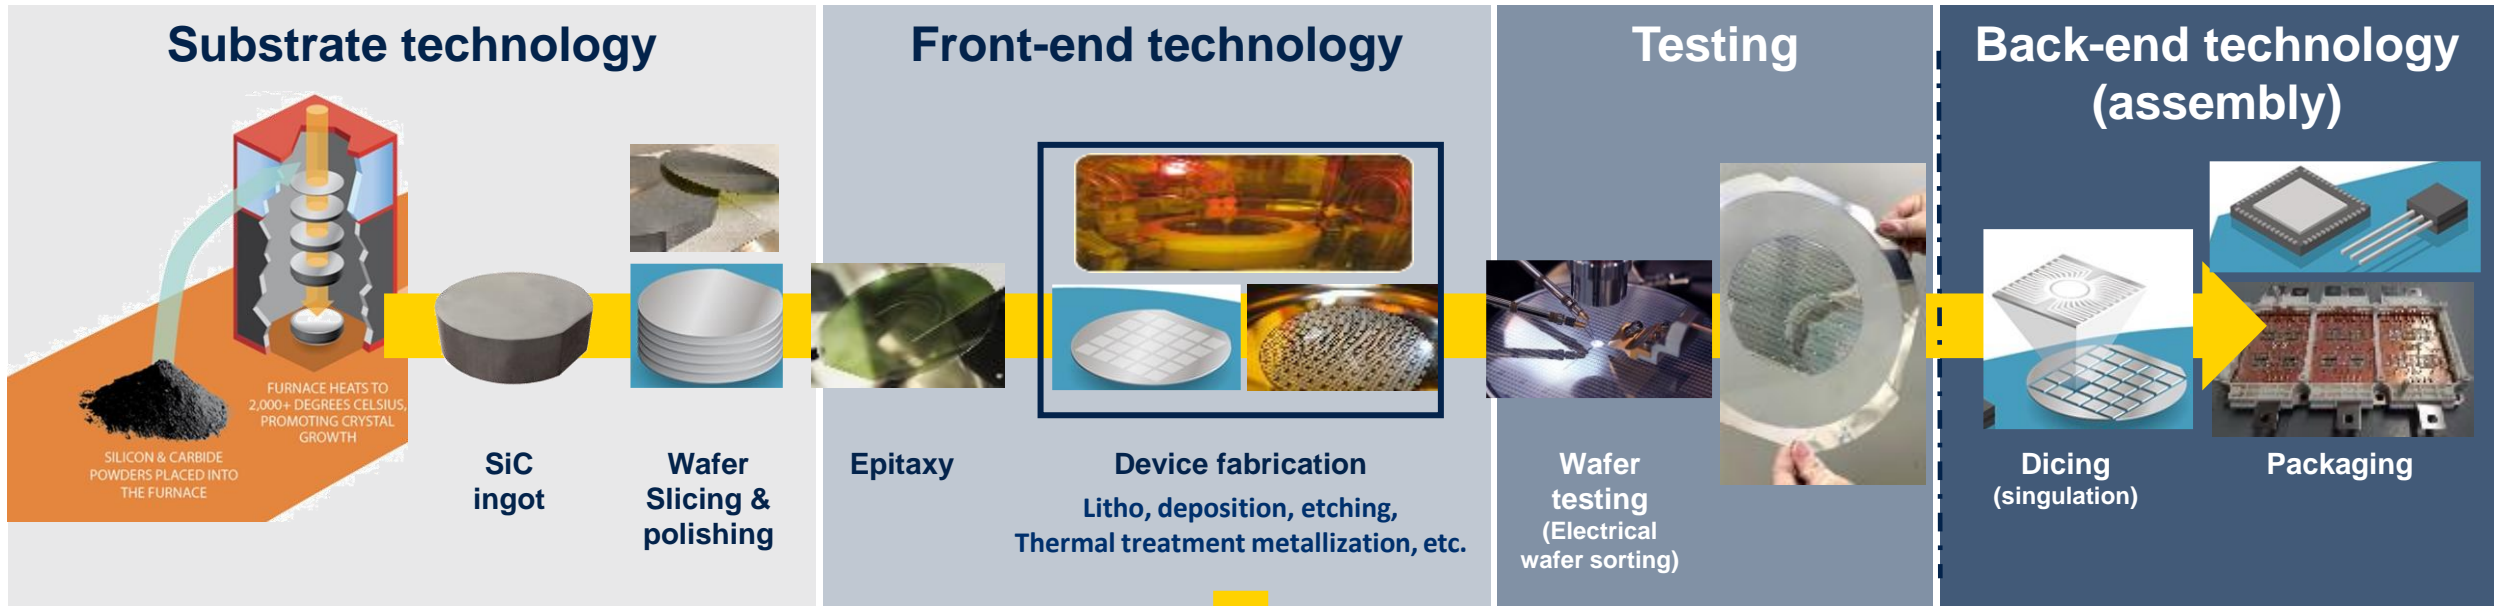 Substrate technology
FURNACE HEATS TO
2,000+ DEGREES CELSIUS,
PROMOTING CRYSTAL
GROWTH
SILICON & CARBIDE
POWDERS PLACED INTO
THE FURNACE
SiC
ingot
Wafer
Slicing &
polishing
Front-end technology
Epitaxy
Device fabrication
Litho, deposition, etching,
Thermal treatment metallization, etc.
Testing
Wafer
testing
(Electrical
wafer sorting)
Back-end technology
(assembly)
Dicing
(singulation)
Packaging